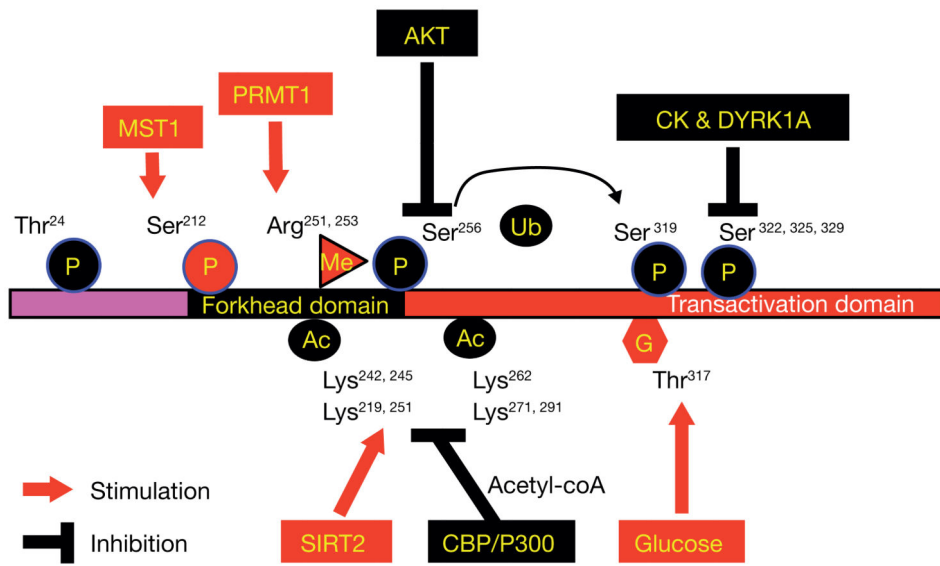 AKT
PRMT1
MST1
CK & DYRK1A
Thr24
Ser212
Arg251, 253
Ser256
Ub
Ser319
Ser322, 325, 329
P
P
Me
P
P
P
Forkhead domain
Transactivation domain
Ac
Ac
G
Lys242, 245
Lys219, 251
Lys262
Lys271, 291
Thr317
Stimulation
Inhibition
Acetyl-coA
SIRT2
CBP/P300
Glucose